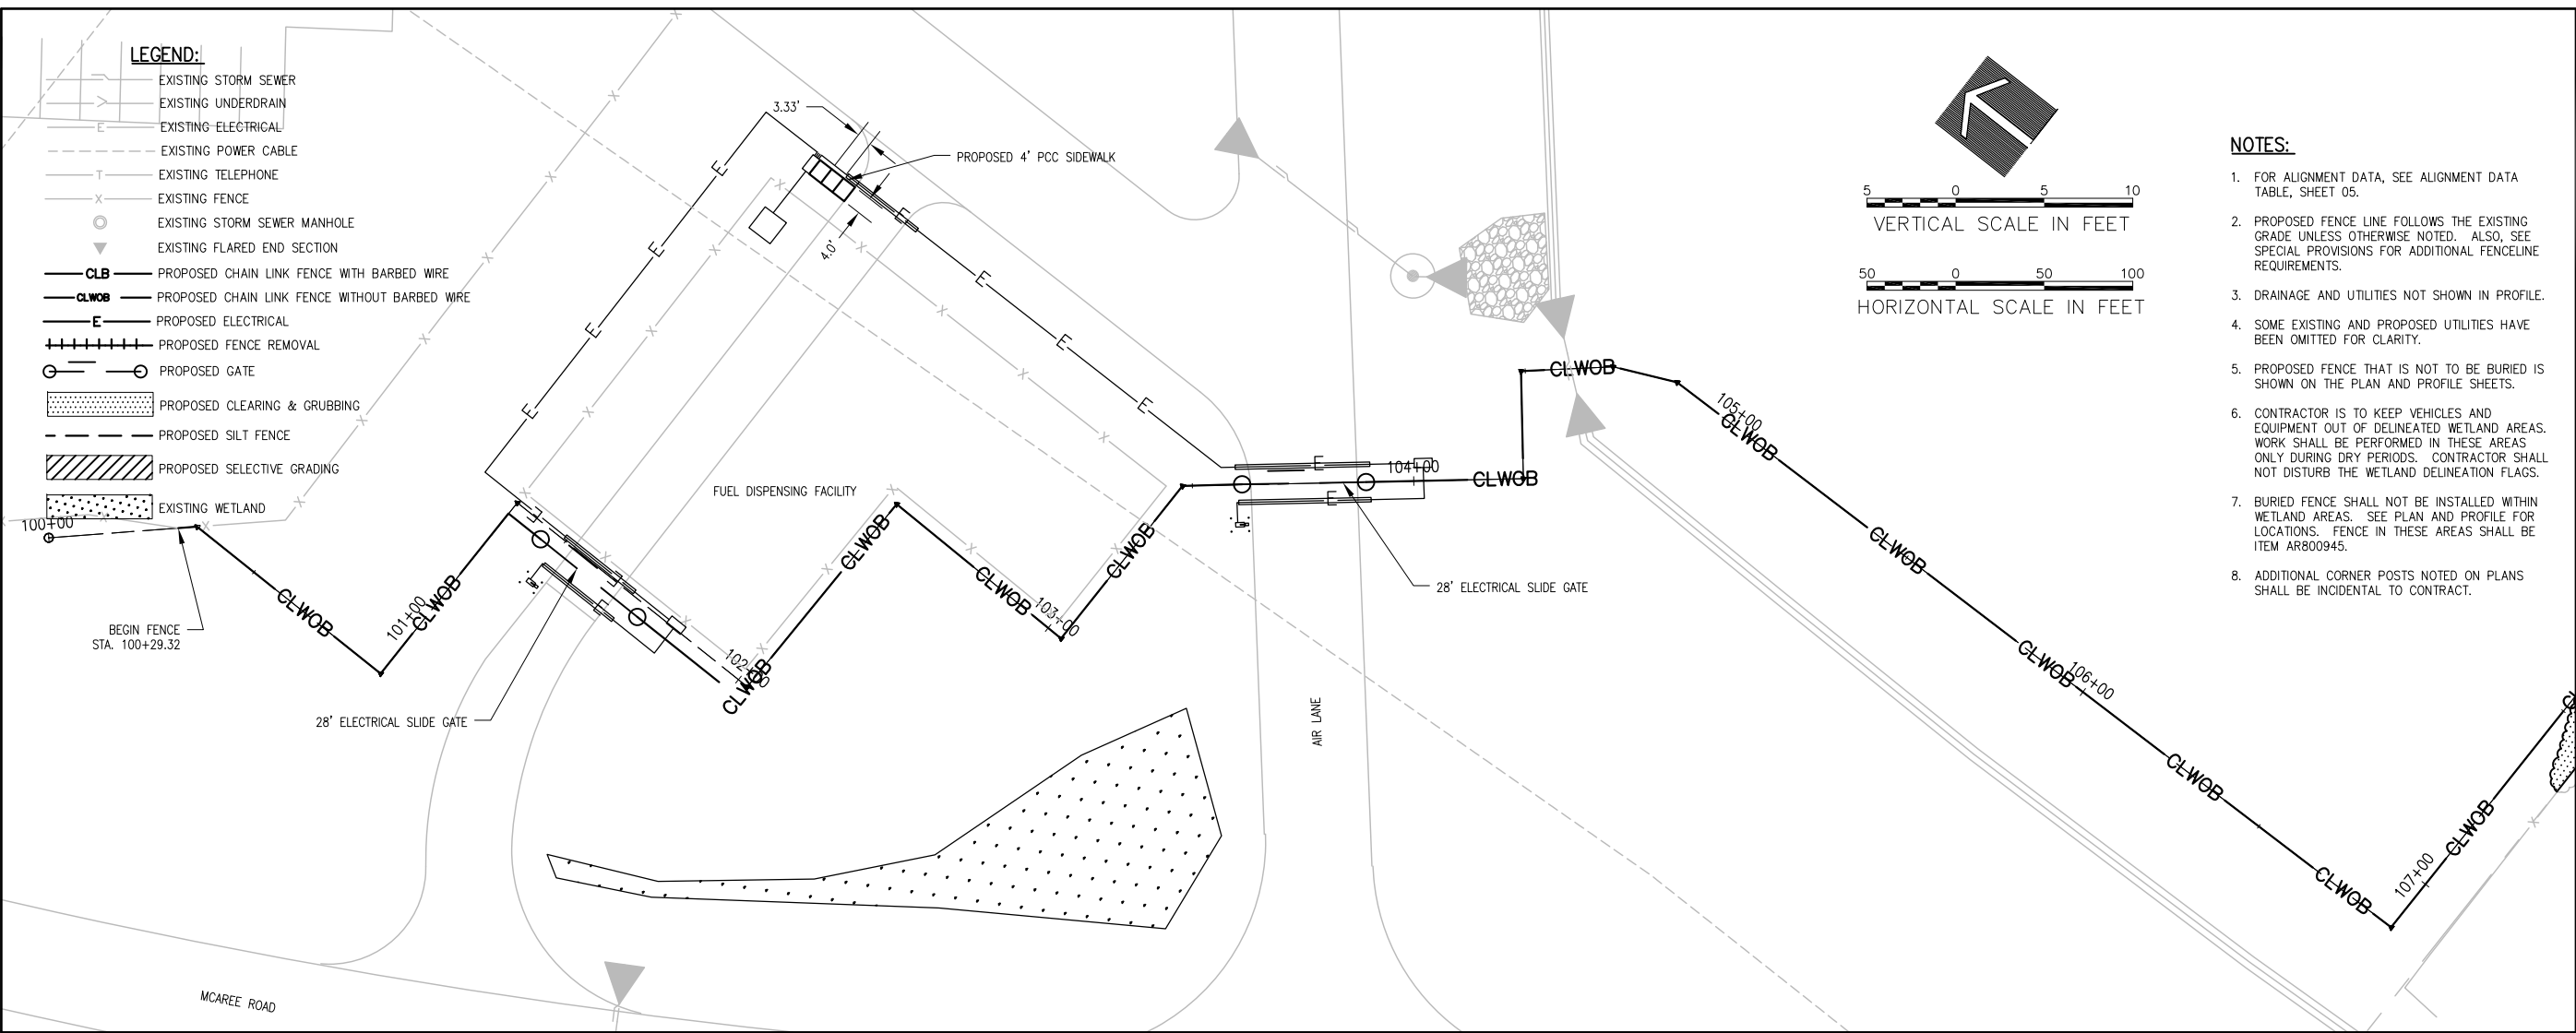 LEGEND:
EXISTING STORM SEWER
EXISTING UNDERDRAIN
E EXISTING ELECTRICAL
EXISTING POWER CABLE
T EXISTING TELEPHONE
X EXISTING FENCE
EXISTING STORM SEWER MANHOLE
EXISTING FLARED END SECTION
CLB PROPOSED CHAIN LINK FENCE WITH BARBED WIRE
CLWOB PROPOSED CHAIN LINK FENCE WITHOUT BARBED WIRE
E PROPOSED ELECTRICAL
PROPOSED FENCE REMOVAL
PROPOSED GATE
PROPOSED CLEARING & GRUBBING
PROPOSED SILT FENCE
PROPOSED SELECTIVE GRADING
EXISTING WETLAND
100+00
BEGIN FENCE
STA. 100+29.32
CLWOB
101+00
CLWOB
28' ELECTRICAL SLIDE GATE
3.33'
PROPOSED 4' PCC SIDEWALK
4.0'
E
E
E
E
E
E
E
E
FUEL DISPENSING FACILITY
102+00
CLWOB
CLWOB
CLWOB
103+00
CLWOB
E
E
104+00
CLWOB
28' ELECTRICAL SLIDE GATE
AIR LANE
MCAREE ROAD
CLWOB
105+00
CLWOB
CLWOB
CLWOB
106+00
CLWOB
CLWOB
107+00
CLWOB
5 0 5 10
VERTICAL SCALE IN FEET
50 0 50 100
HORIZONTAL SCALE IN FEET
NOTES:
1. FOR ALIGNMENT DATA, SEE ALIGNMENT DATA
TABLE, SHEET 05.
2. PROPOSED FENCE LINE FOLLOWS THE EXISTING
GRADE UNLESS OTHERWISE NOTED. ALSO, SEE
SPECIAL PROVISIONS FOR ADDITIONAL FENCELINE
REQUIREMENTS.
3. DRAINAGE AND UTILITIES NOT SHOWN IN PROFILE.
4. SOME EXISTING AND PROPOSED UTILITIES HAVE
BEEN OMITTED FOR CLARITY.
5. PROPOSED FENCE THAT IS NOT TO BE BURIED IS
SHOWN ON THE PLAN AND PROFILE SHEETS.
6. CONTRACTOR IS TO KEEP VEHICLES AND
EQUIPMENT OUT OF DELINEATED WETLAND AREAS.
WORK SHALL BE PERFORMED IN THESE AREAS
ONLY DURING DRY PERIODS. CONTRACTOR SHALL
NOT DISTURB THE WETLAND DELINEATION FLAGS.
7. BURIED FENCE SHALL NOT BE INSTALLED WITHIN
WETLAND AREAS. SEE PLAN AND PROFILE FOR
LOCATIONS. FENCE IN THESE AREAS SHALL BE
ITEM AR800945.
8. ADDITIONAL CORNER POSTS NOTED ON PLANS
SHALL BE INCIDENTAL TO CONTRACT.